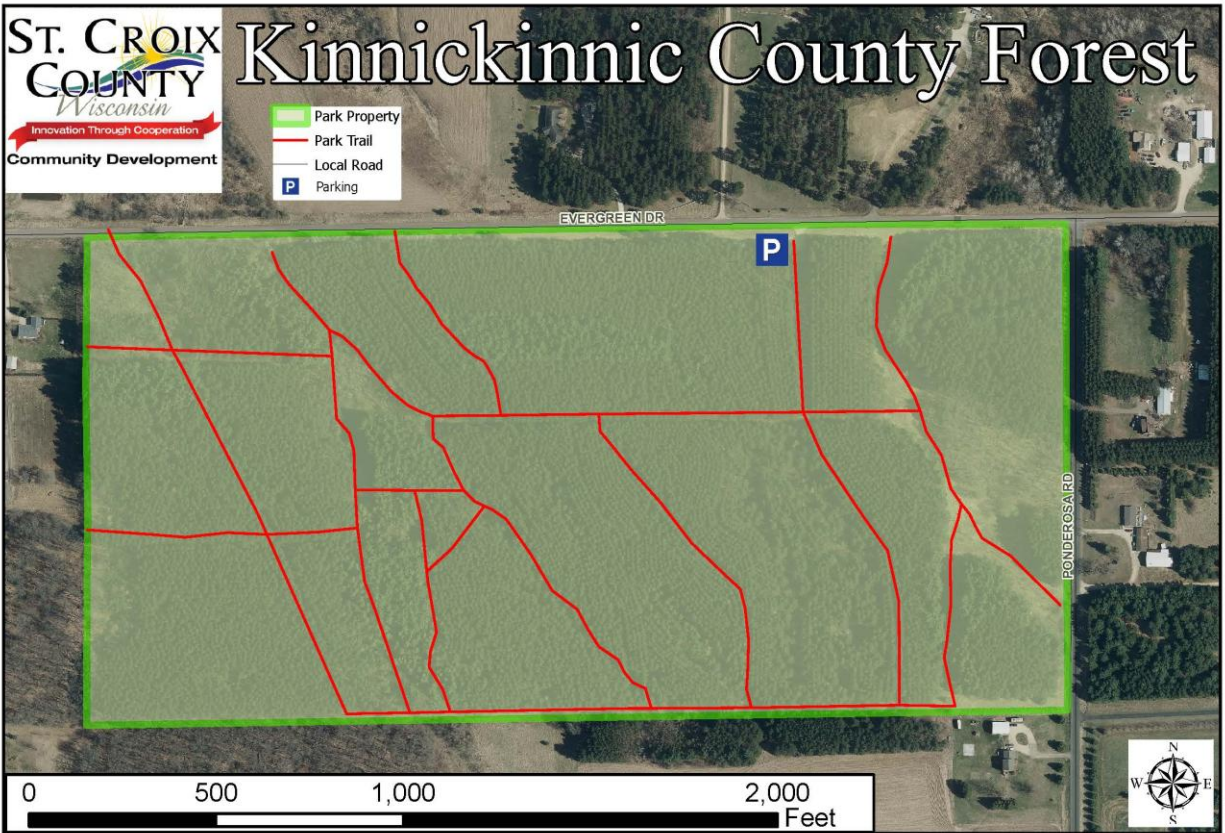 ST. CROIX
COUNTY
Wisconsin
Innovation Through Cooperation
Community Development
Kinnickinnic County Forest
Park Property
Park Trail
Local Road
P Parking
EVERGREEN DR
P
PONDEROSA RD
0 500 1,000 2,000
Feet
N
W E
S